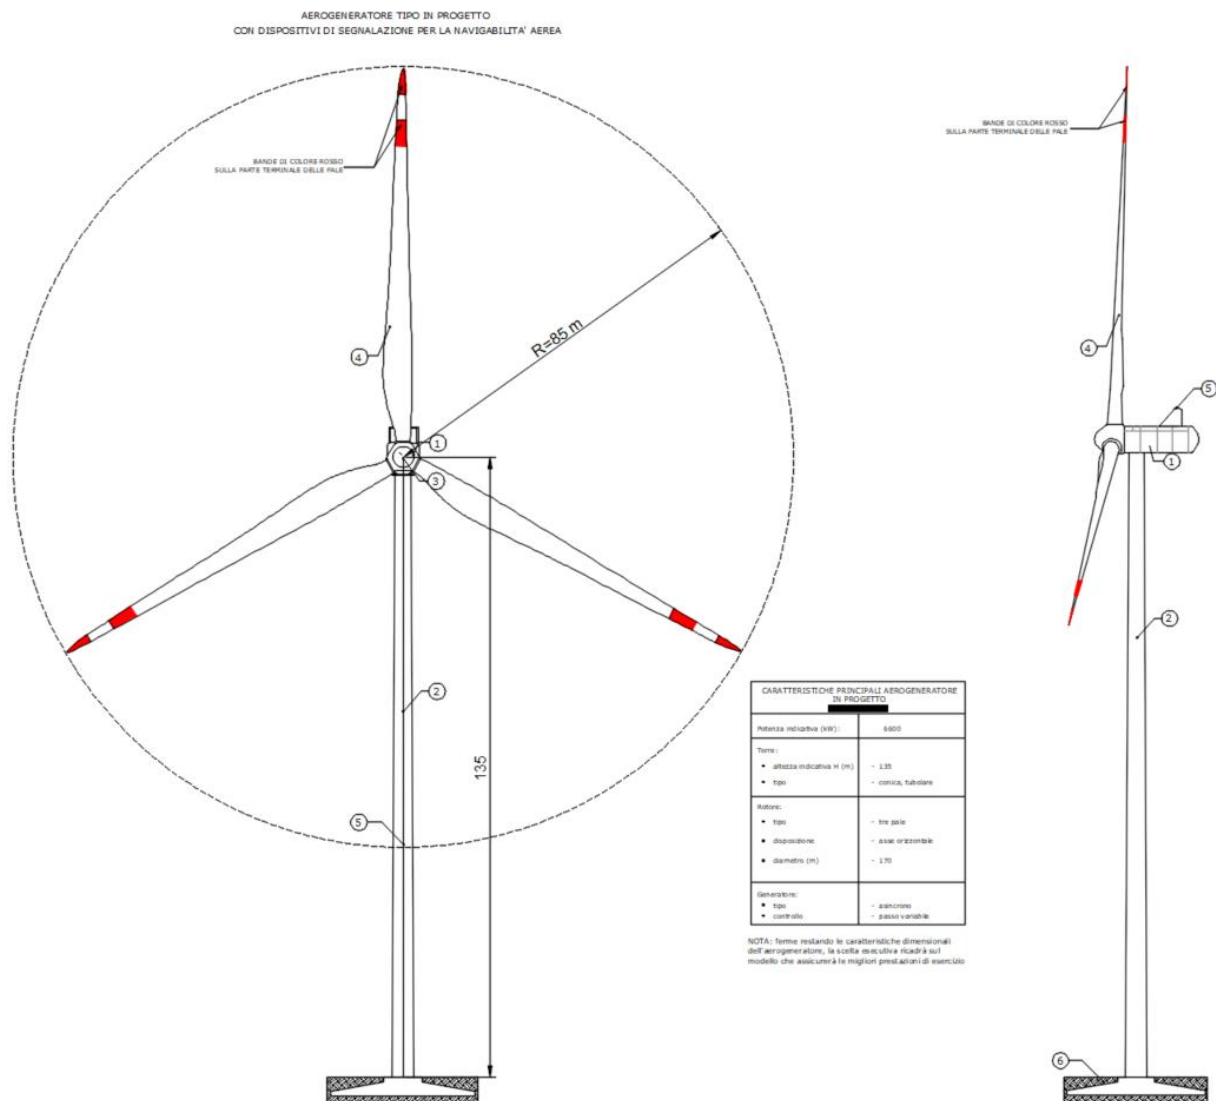 AEROGENERATORE TIPO IN PROGETTO
CON DISPOSITIVI DI SEGNALAZIONE PER LA NAVIGABILITA' AEREA
BANDE DI COLORE ROSSO
SULLA PARTE TERMINALE DELLE PALE
R=85 m
4
1
3
135
2
5
BANDE DI COLORE ROSSO
SULLA PARTE TERMINALE DELLE PALE
4
5
1
2
6
CARATTERISTICHE PRINCIPALI AEROGENERATORE
IN PROGETTO
Potenza indicativa (kW): 6600
Torre:
• altezza indicativa H (m) - 135
• tipo - conica, tubolare
Rotore:
• tipo - tre pale
• disposizione - asse orizzontale
• diametro (m) - 170
Generatore:
• tipo - asincrono
• controllo - passo variabile
NOTA: ferme restando le caratteristiche dimensionali
dell'aerogeneratore, la scelta esecutiva ricadrà sul
modello che assicurerà le migliori prestazioni di esercizio